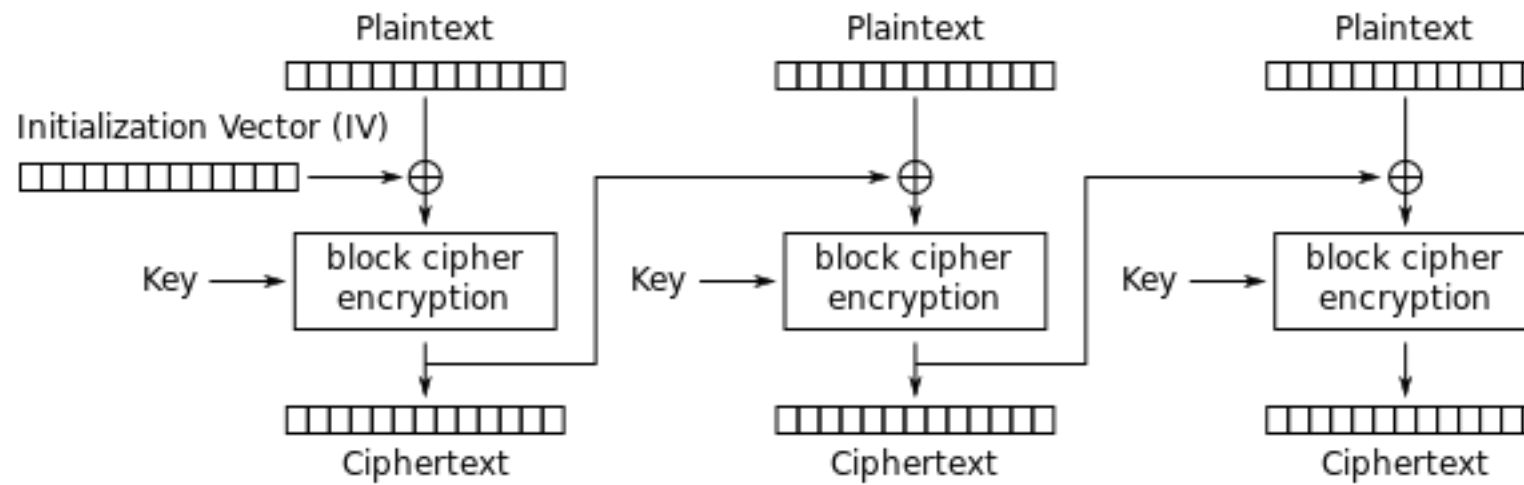 Plaintext
Plaintext
Plaintext
Initialization Vector (IV)
Key
block cipher
encryption
Key
block cipher
encryption
Key
block cipher
encryption
Ciphertext
Ciphertext
Ciphertext